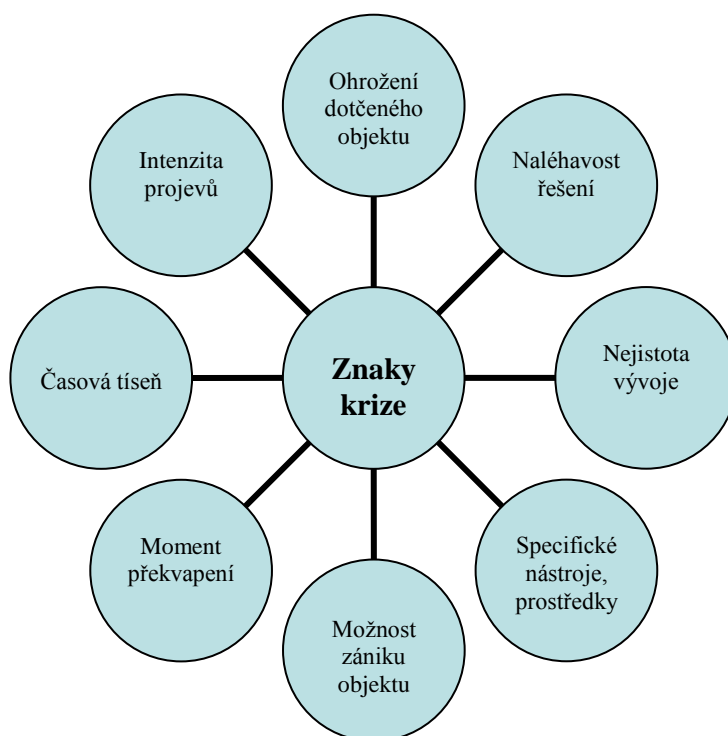 Ohrožení
dotčeného
objektu
Naléhavost
řešení
Nejistota
vývoje
Specifické
nástroje,
prostředky
Možnost
zániku
objektu
Moment
překvapení
Časová tíseň
Intenzita
projevů
Znaky
krize